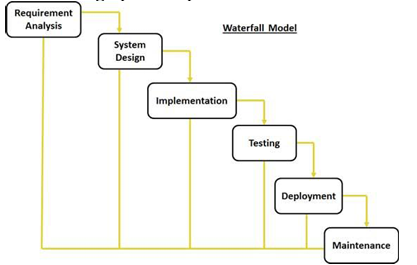 Requirement
Analysis
Waterfall Model
System
Design
Implementation
Testing
Deployment
Maintenance